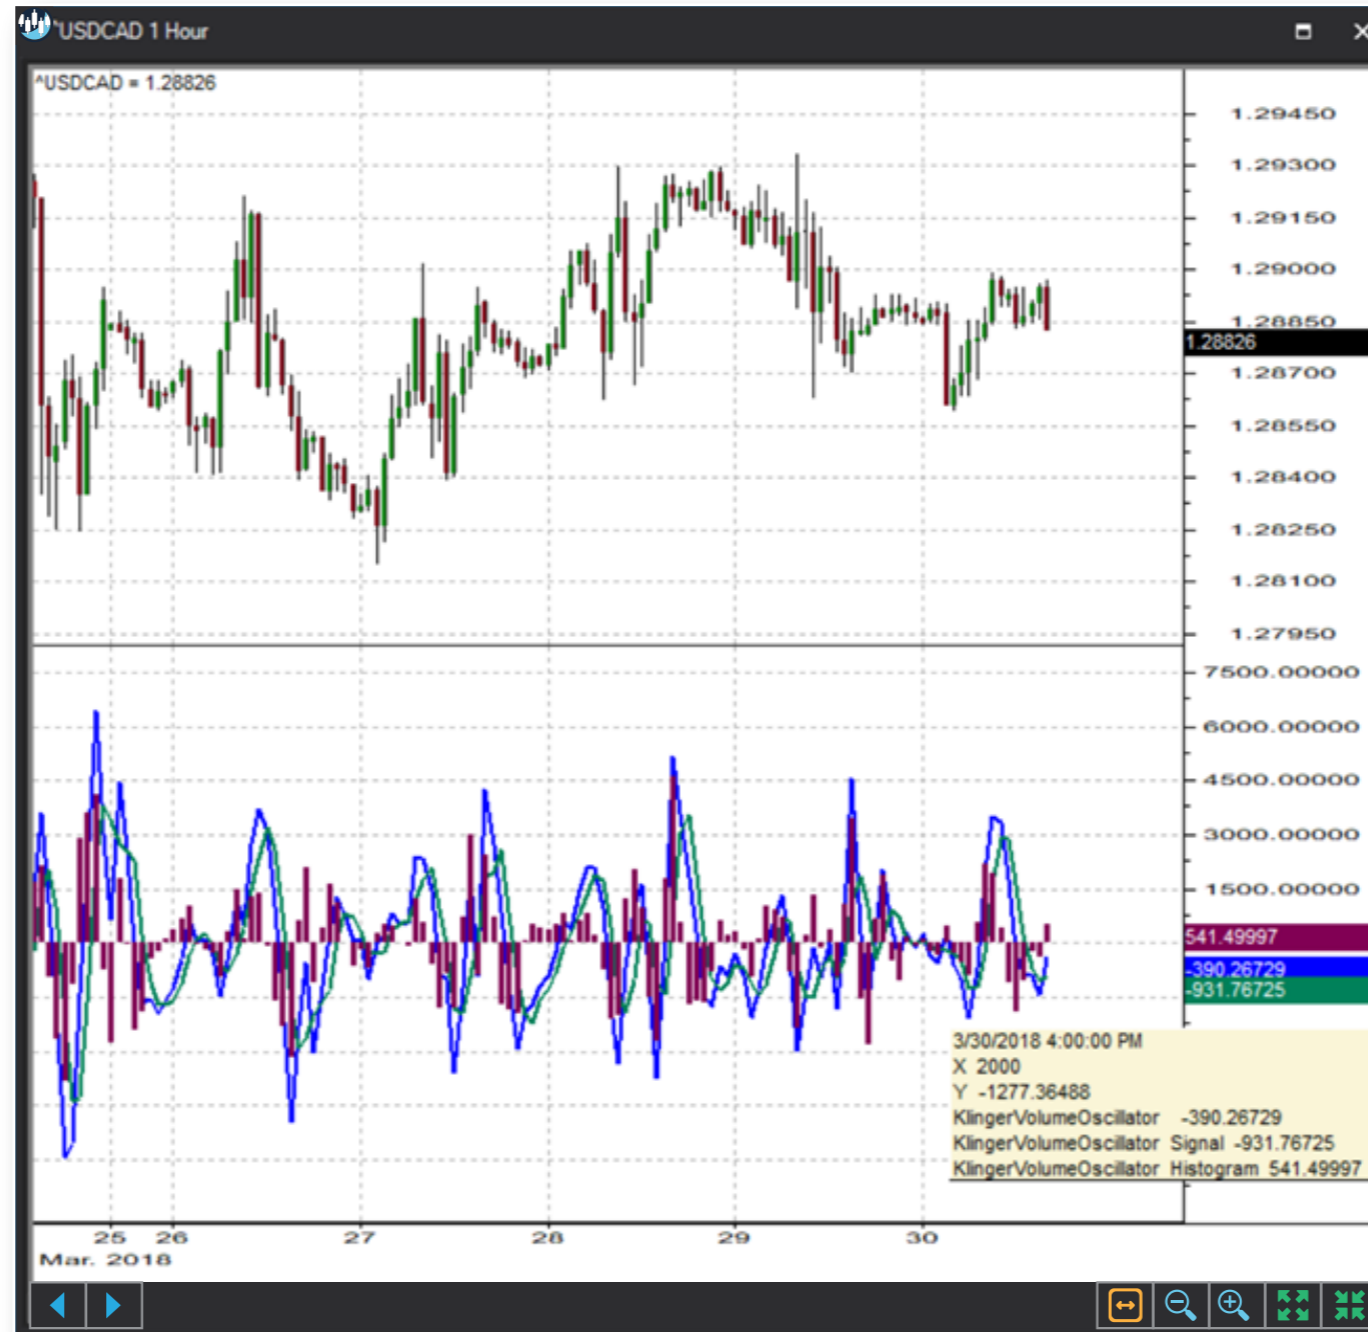 ^USDCAD 1 Hour
^USDCAD = 1.28826
1.29450
1.29300
1.29150
1.29000
1.28850
1.28826
1.28700
1.28550
1.28400
1.28250
1.28100
1.27950
7500.00000
6000.00000
4500.00000
3000.00000
1500.00000
541.49997
-390.26729
-931.76725
3/30/2018 4:00:00 PM
X 2000
Y -1277.36488
KlingerVolumeOscillator -390.26729
KlingerVolumeOscillator Signal -931.76725
KlingerVolumeOscillator Histogram 541.49997
25 26 27 28 29 30
Mar. 2018